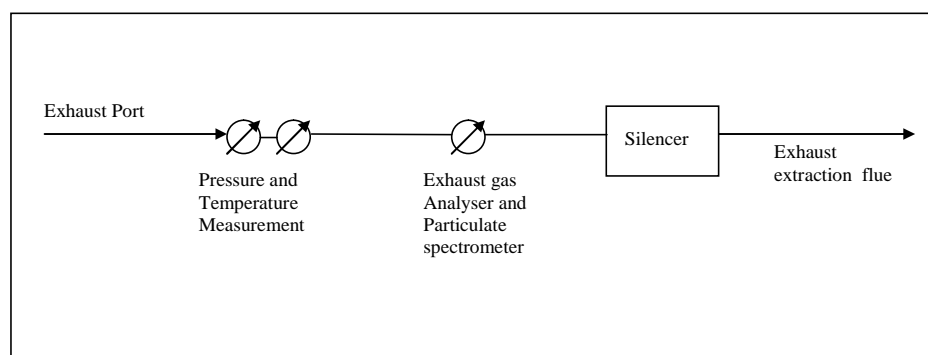 Exhaust Port
Pressure and
Temperature
Measurement
Exhaust gas
Analyser and
Particulate
spectrometer
Silencer
Exhaust
extraction flue